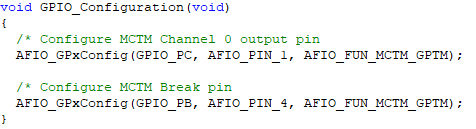 void GPIO_Configuration(void)
{
  /* Configure MCTM Channel 0 output pin
  AFIO_GPxConfig(GPIO_PC, AFIO_PIN_1, AFIO_FUN_MCTM_GPTM);

  /* Configure MCTM Break pin
  AFIO_GPxConfig(GPIO_PB, AFIO_PIN_4, AFIO_FUN_MCTM_GPTM);
}